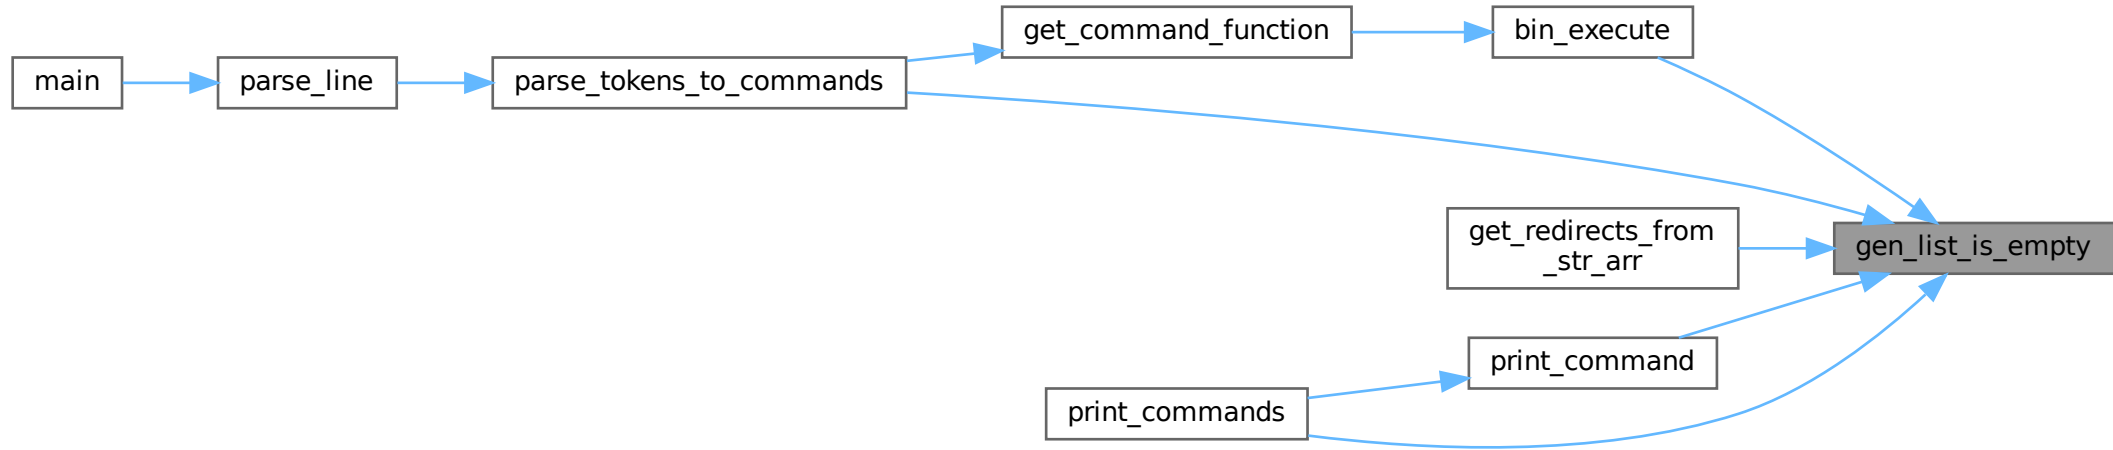 get_command_function
bin_execute
main
parse_line
parse_tokens_to_commands
get_redirects_from
_str_arr
gen_list_is_empty
print_command
print_commands